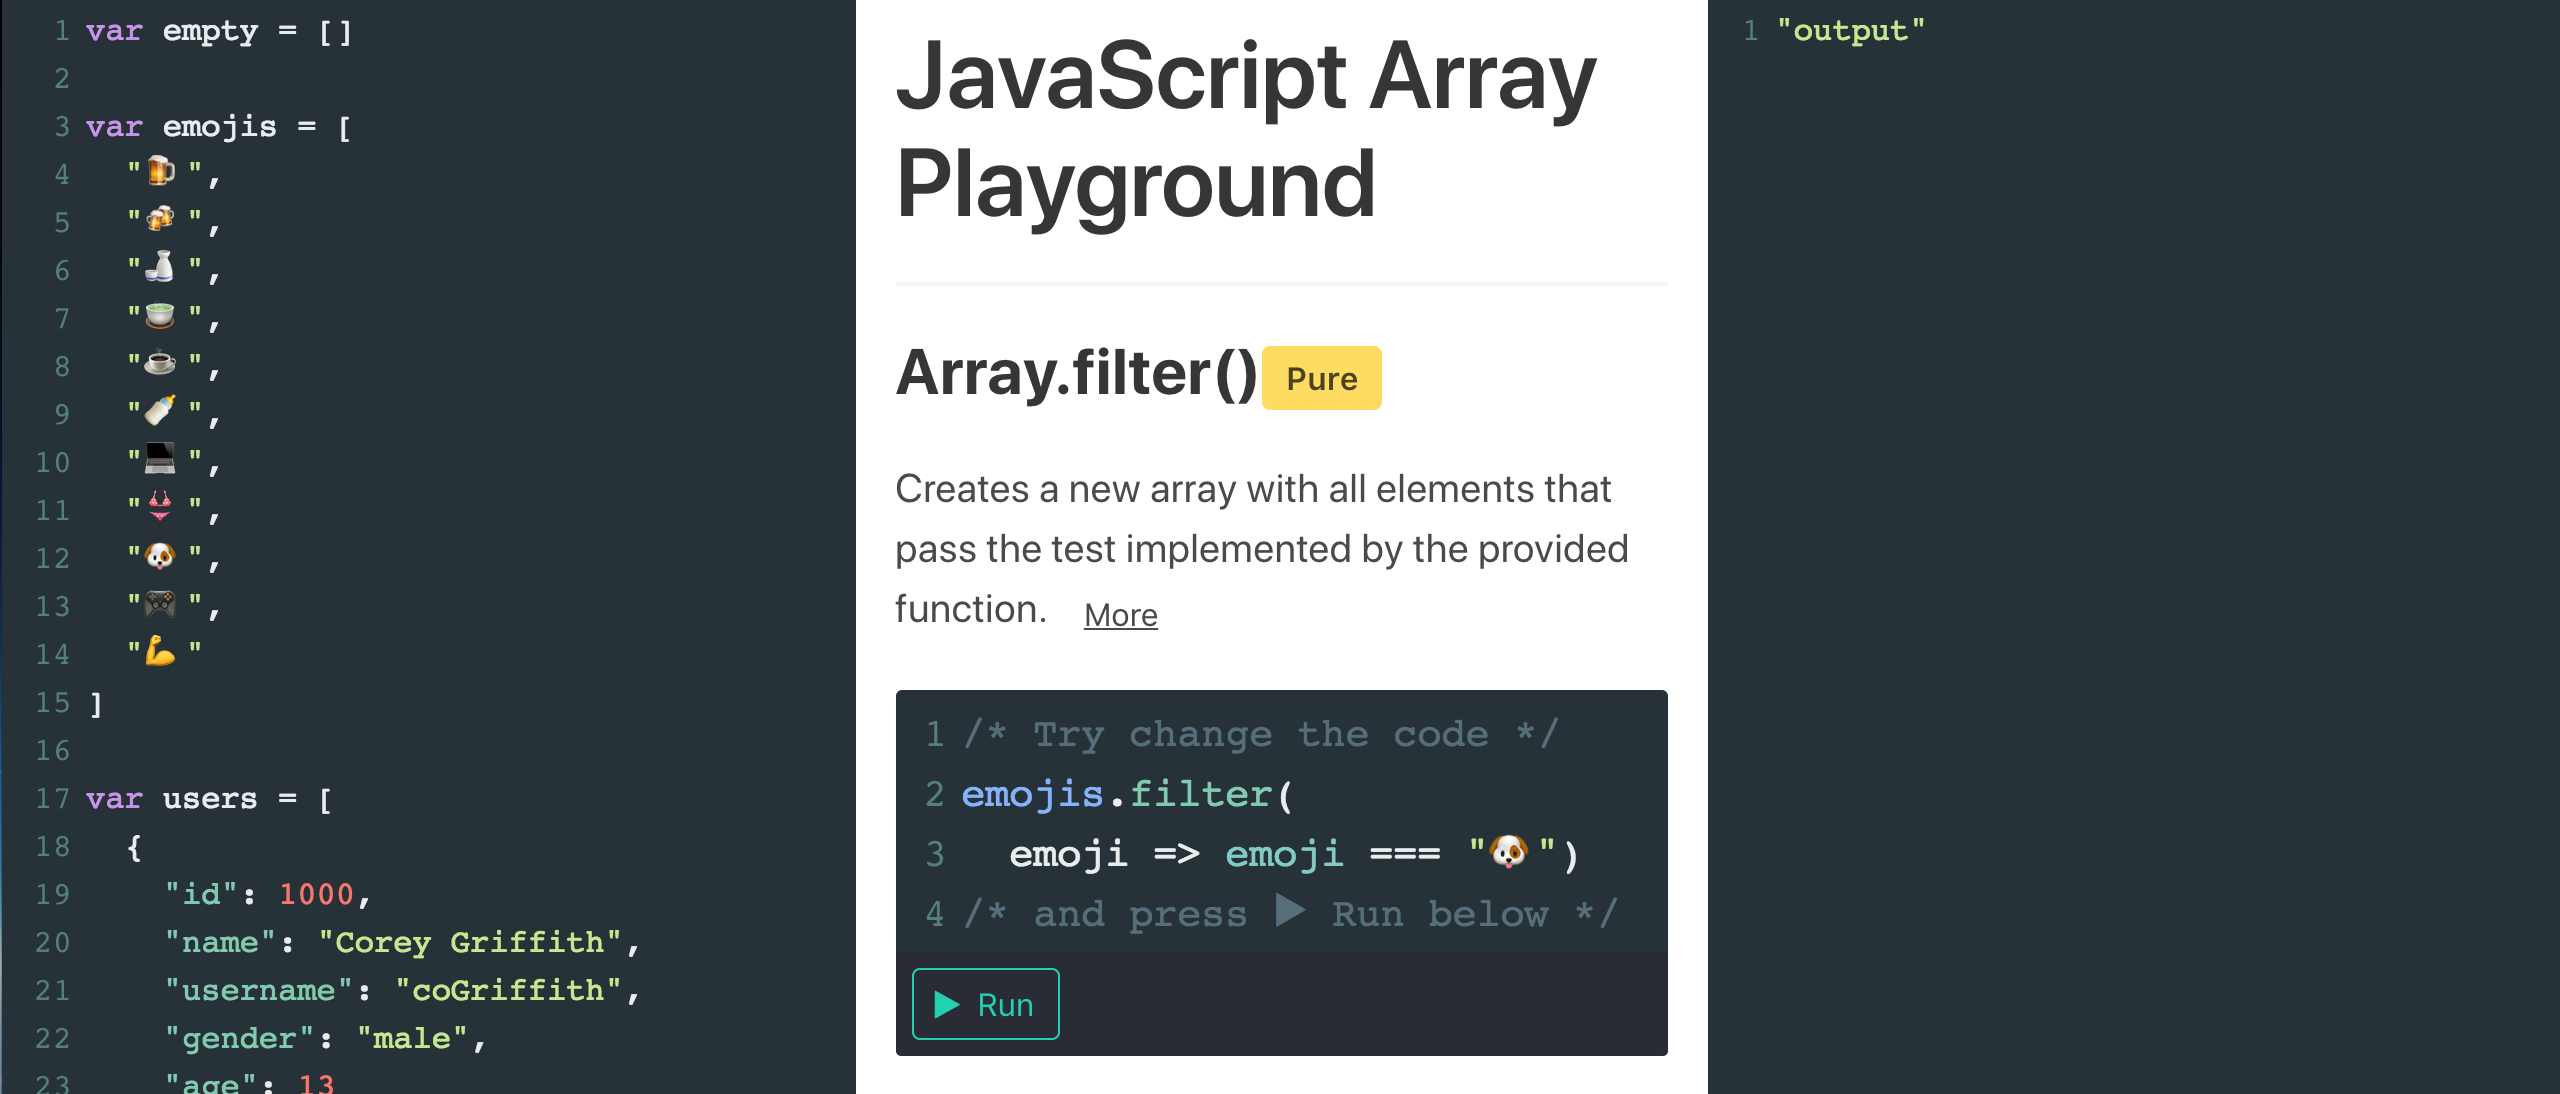 1 var empty = []
2
3 var emojis = [
4 "🍺",
5 "🍻",
6 "🍶",
7 "🍵",
8 "☕",
9 "🍼",
10 "💻",
11 "👙",
12 "🐶",
13 "🎮",
14 "💪"
15 ]
16
17 var users = [
18 {
19 "id": 1000,
20 "name": "Corey Griffith",
21 "username": "coGriffith",
22 "gender": "male",
23 "age": 13
JavaScript Array
Playground
Array.filter() Pure
Creates a new array with all elements that
pass the test implemented by the provided
function. More
1 /* Try change the code */
2 emojis.filter(
3 emoji => emoji === "🐶")
4 /* and press ▶ Run below */
▶ Run
1 "output"